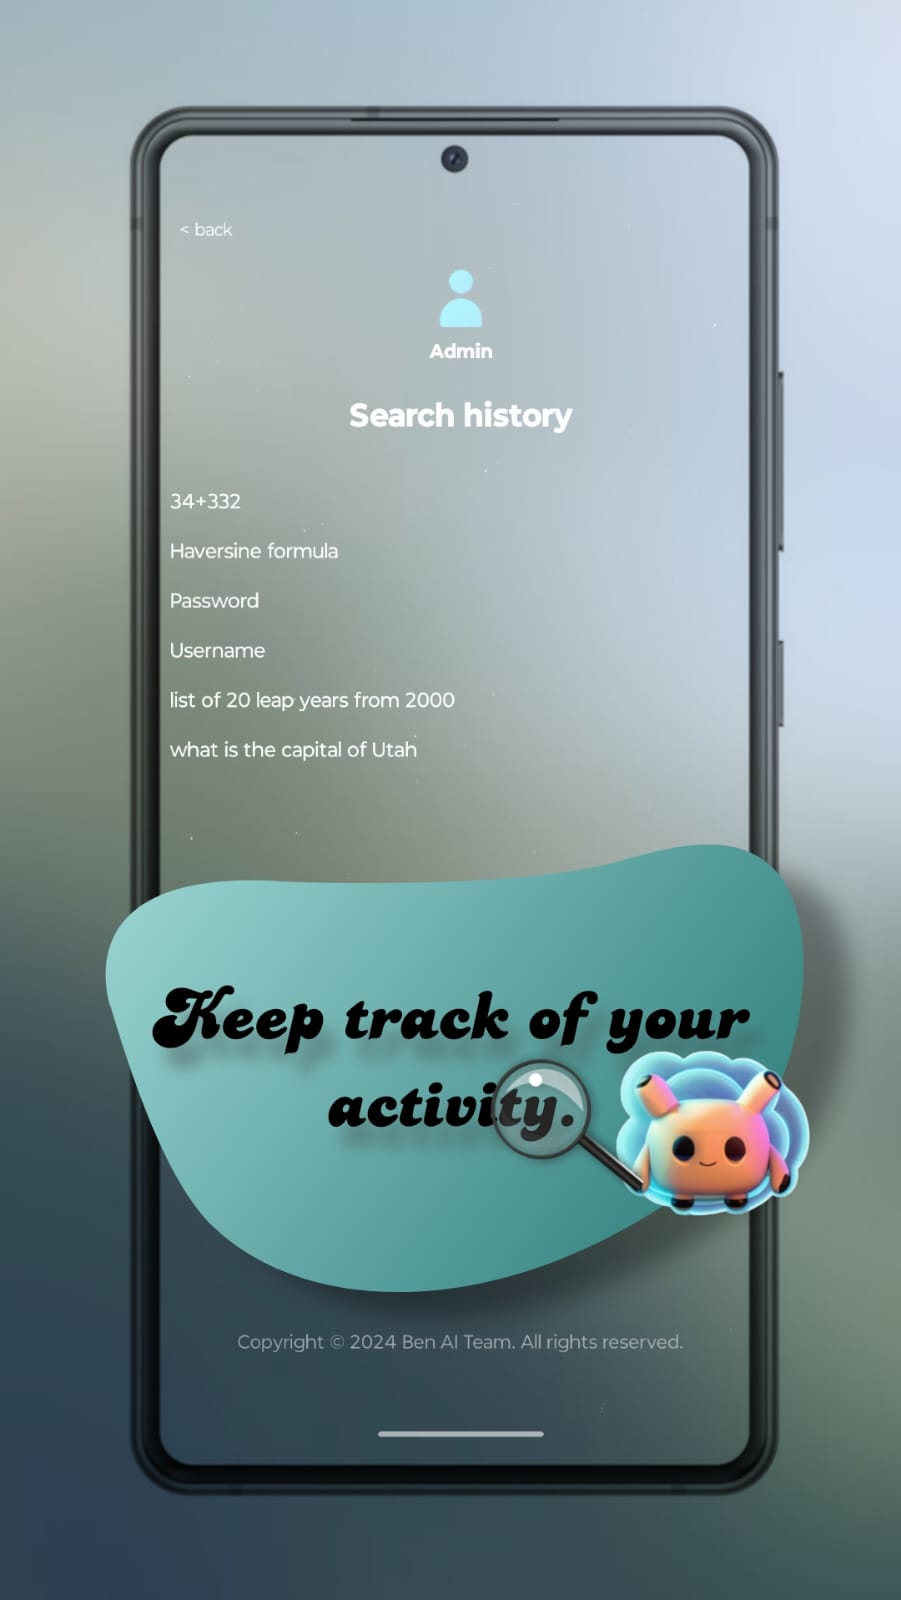 < back
Admin
Search history
34+332
Haversine formula
Password
Username
list of 20 leap years from 2000
what is the capital of Utah
Keep track of your
activity.
Copyright © 2024 Ben AI Team. All rights reserved.